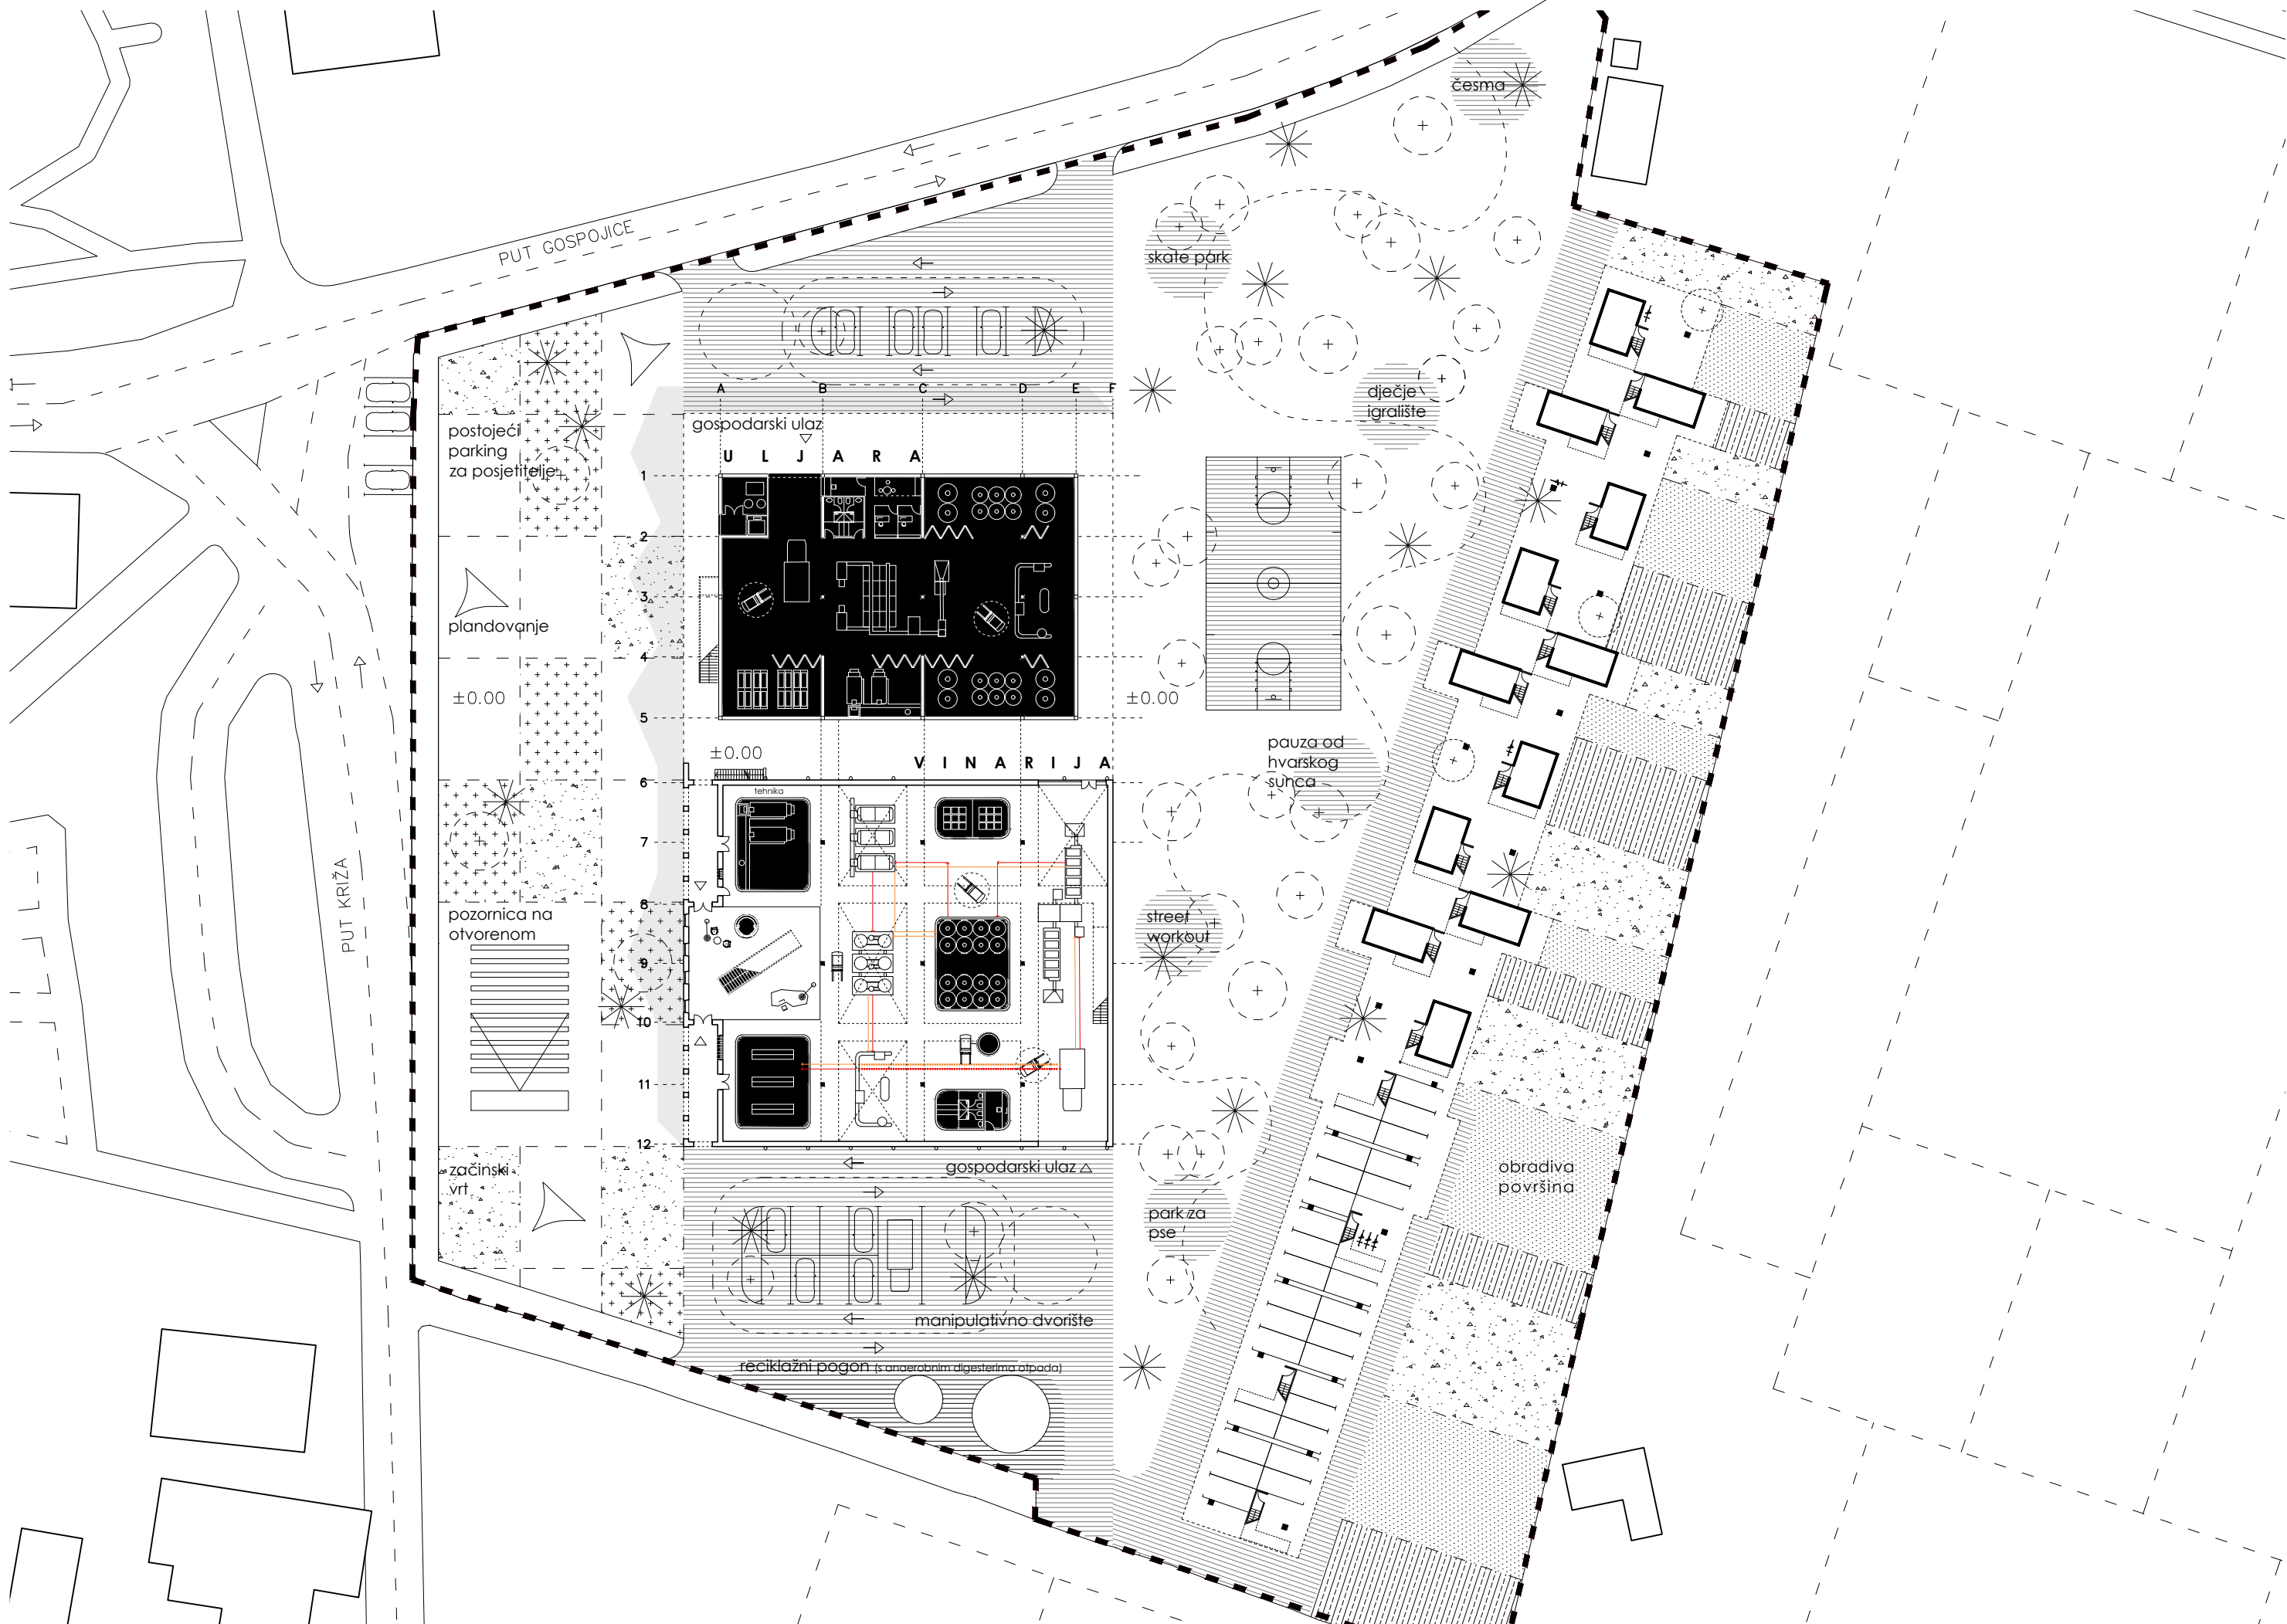 česma
PUT GOSPOJICE
skate park
A B C D E F
dječje
igralište
gospodarski ulaz
postojeći
parking
za posjetitelje
U L J A R A
1
2
3
plandovanje
4
±0.00
±0.00
5
±0.00
pauza od
hvarskog
sunca
V I N A R I J A
6
tehnika
7
PUT KRIŽA
8
pozornica na
otvorenom
street
workout
9
10
11
12
začinski
vrt
gospodarski ulaz
obradiva
površina
park za
pse
manipulativno dvorište
reciklažni pogon (s anaerobnim digesterima otpada)